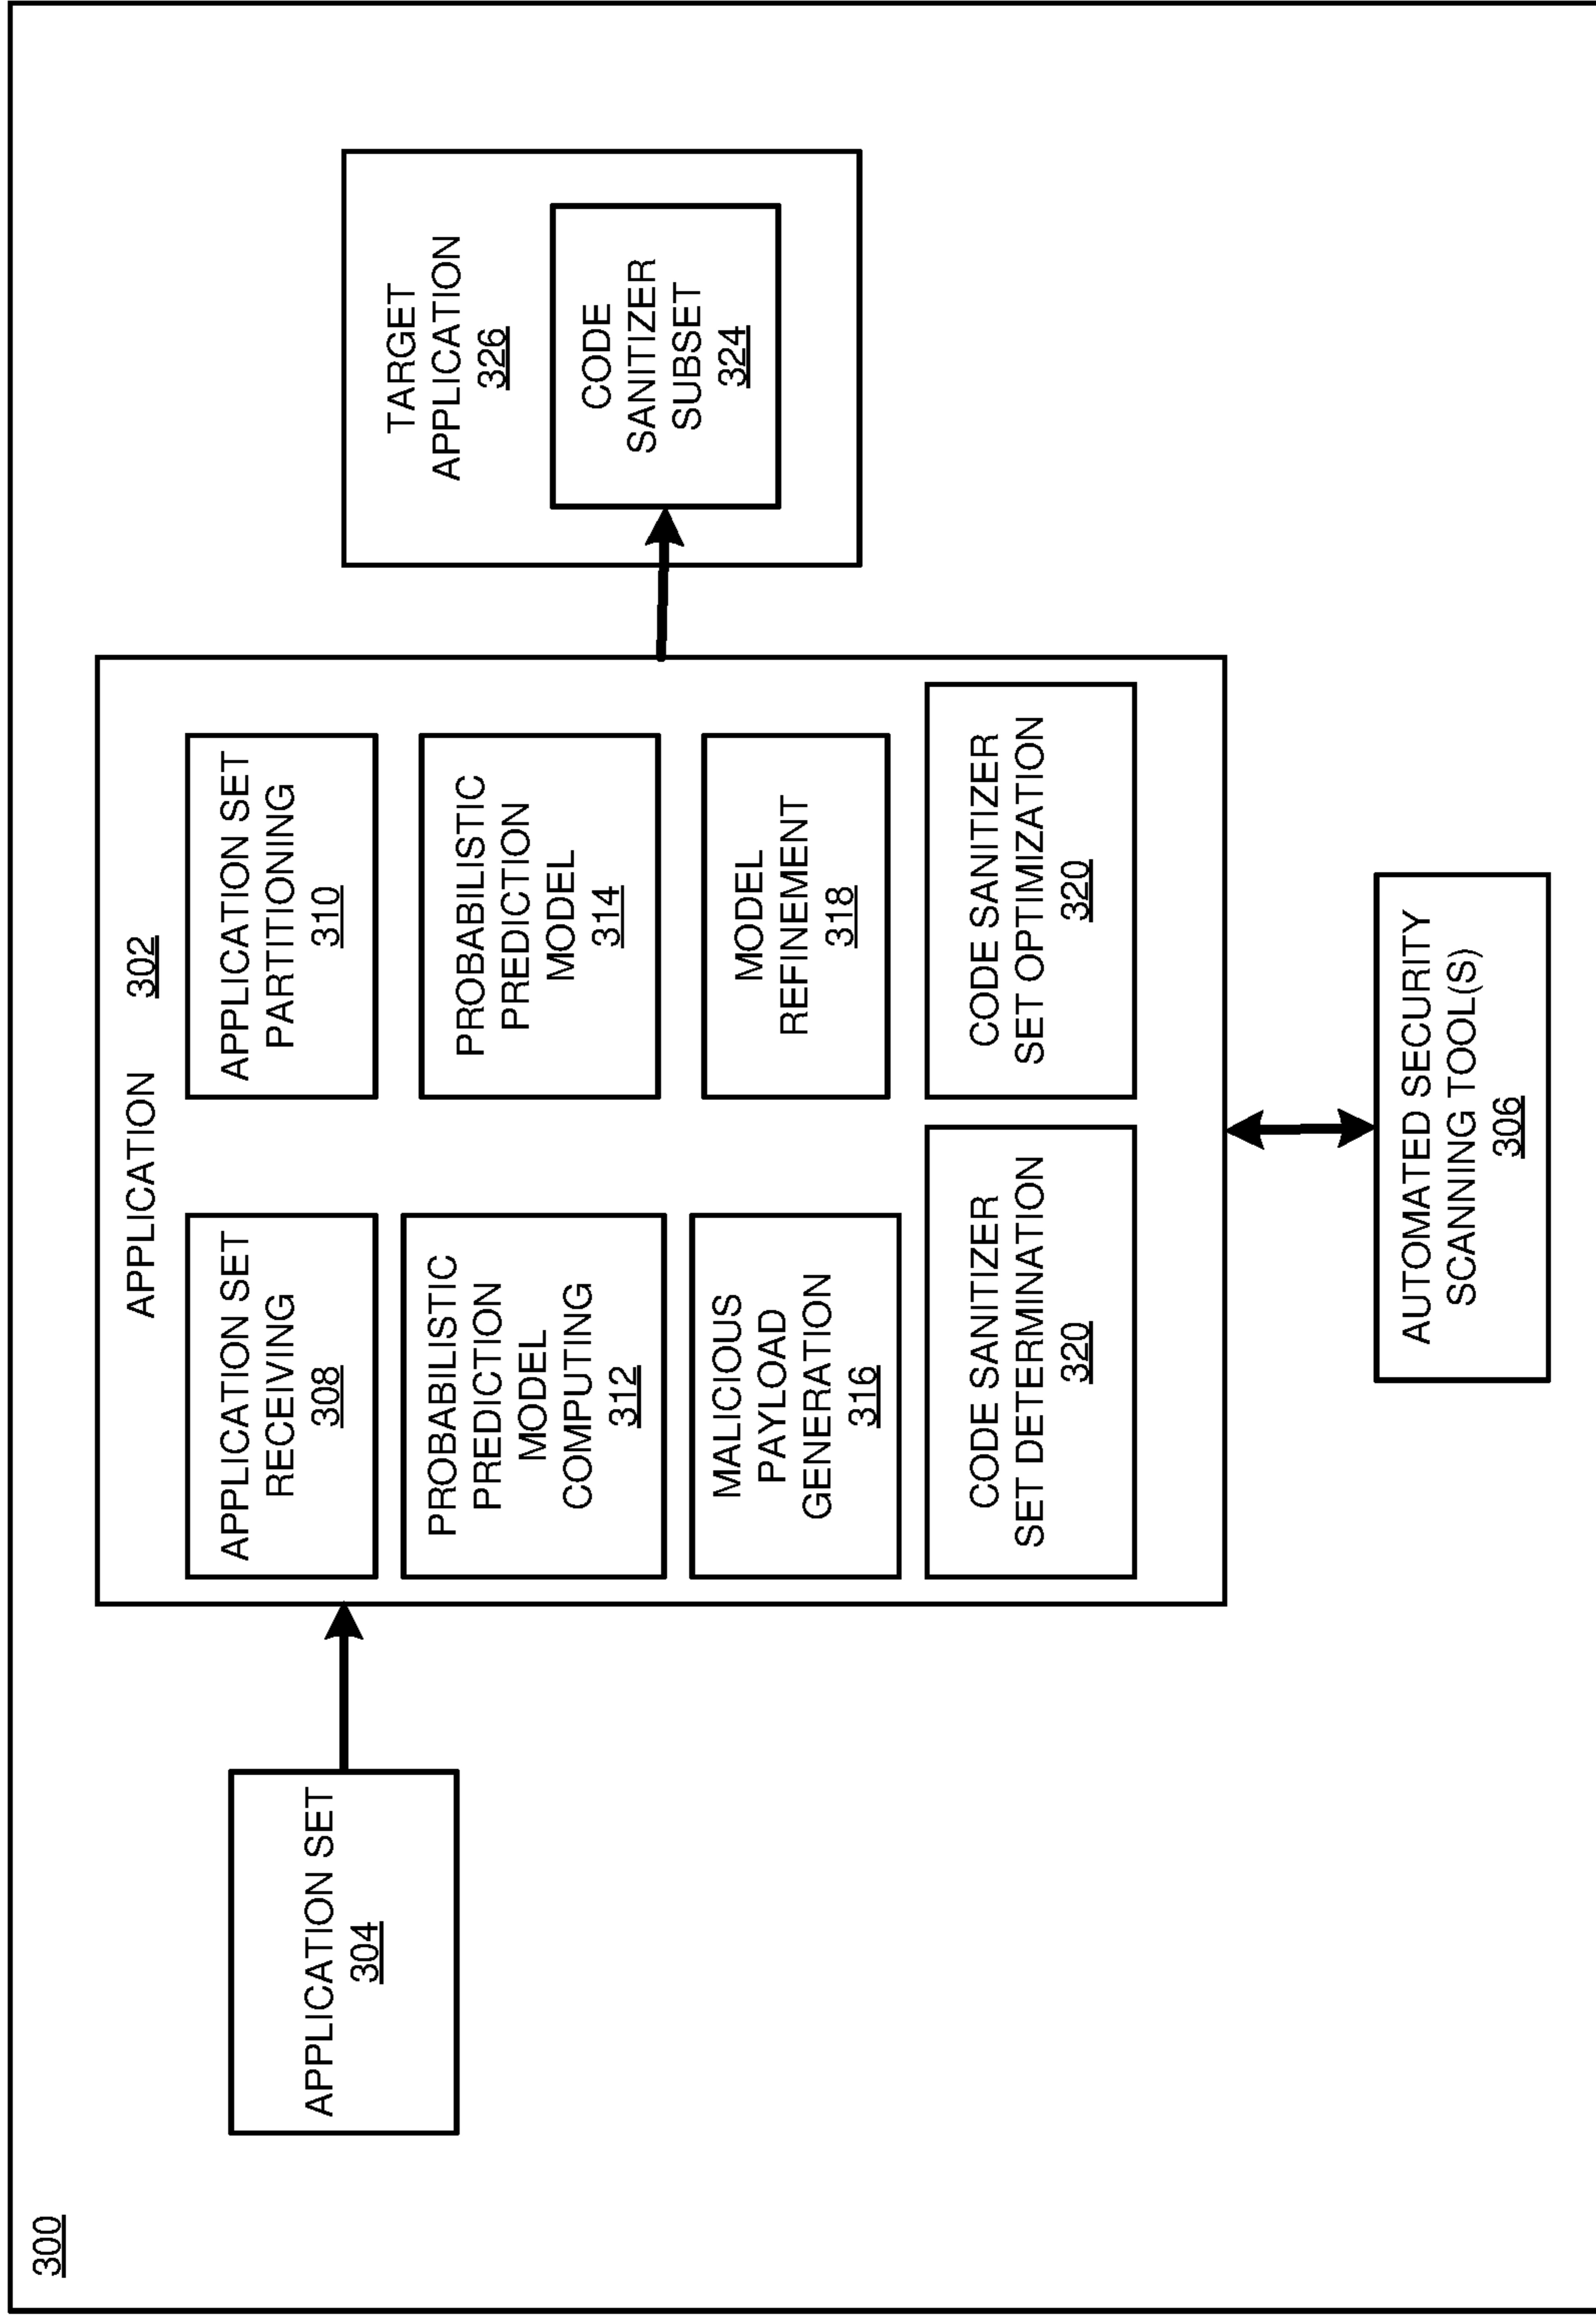 300
APPLICATION SET
304
APPLICATION 302
APPLICATION SET
RECEIVING
308
APPLICATION SET
PARTITIONING
310
PROBABILISTIC
PREDICTION
MODEL
COMPUTING
312
PROBABILISTIC
PREDICTION
MODEL
314
MALICIOUS
PAYLOAD
GENERATION
316
MODEL
REFINEMENT
318
CODE SANITIZER
SET DETERMINATION
320
CODE SANITIZER
SET OPTIMIZATION
320
TARGET
APPLICATION
326
CODE
SANITIZER
SUBSET
324
AUTOMATED SECURITY
SCANNING TOOL(S)
306